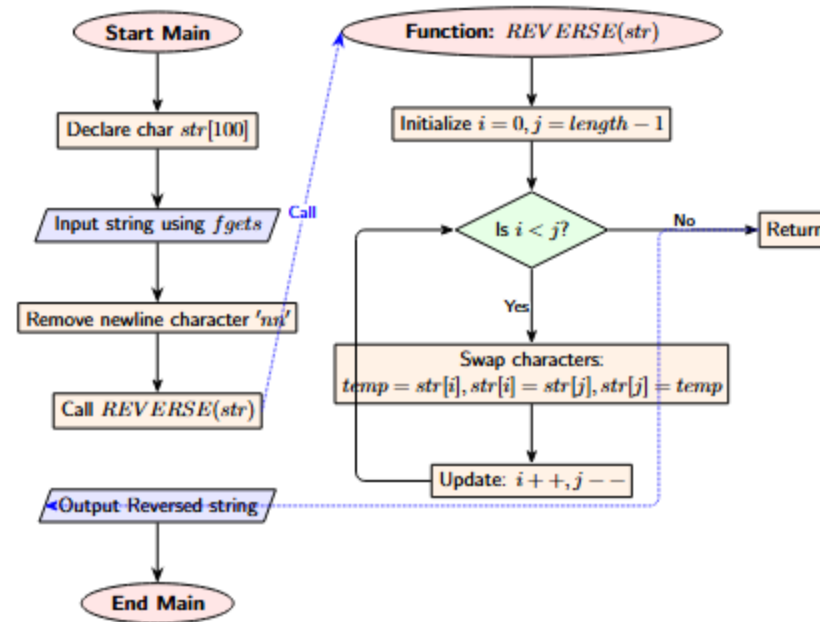 Start Main
Declare char str[100]
Input string using fgets
Remove newline character 'nn'
Call REVERSE(str)
Output Reversed string
End Main
Call
Function: REVERSE(str)
Initialize i = 0, j = length − 1
Is i < j?
No
Return
Yes
Swap characters:
temp = str[i], str[i] = str[j], str[j] = temp
Update: i + +, j − −